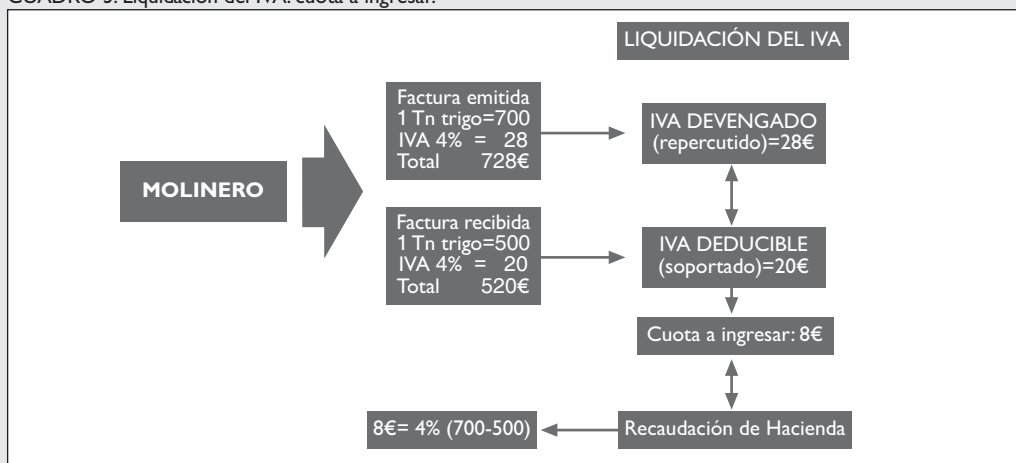 CUADRO 3. Liquidación del IVA: cuota a ingresar.
LIQUIDACIÓN DEL IVA
Factura emitida
1 Tn trigo=700
IVA 4% = 28
Total 728€
IVA DEVENGADO
(repercutido)=28€
MOLINERO
Factura recibida
1 Tn trigo=500
IVA 4% = 20
Total 520€
IVA DEDUCIBLE
(soportado)=20€
Cuota a ingresar: 8€
8€= 4% (700-500)
Recaudación de Hacienda